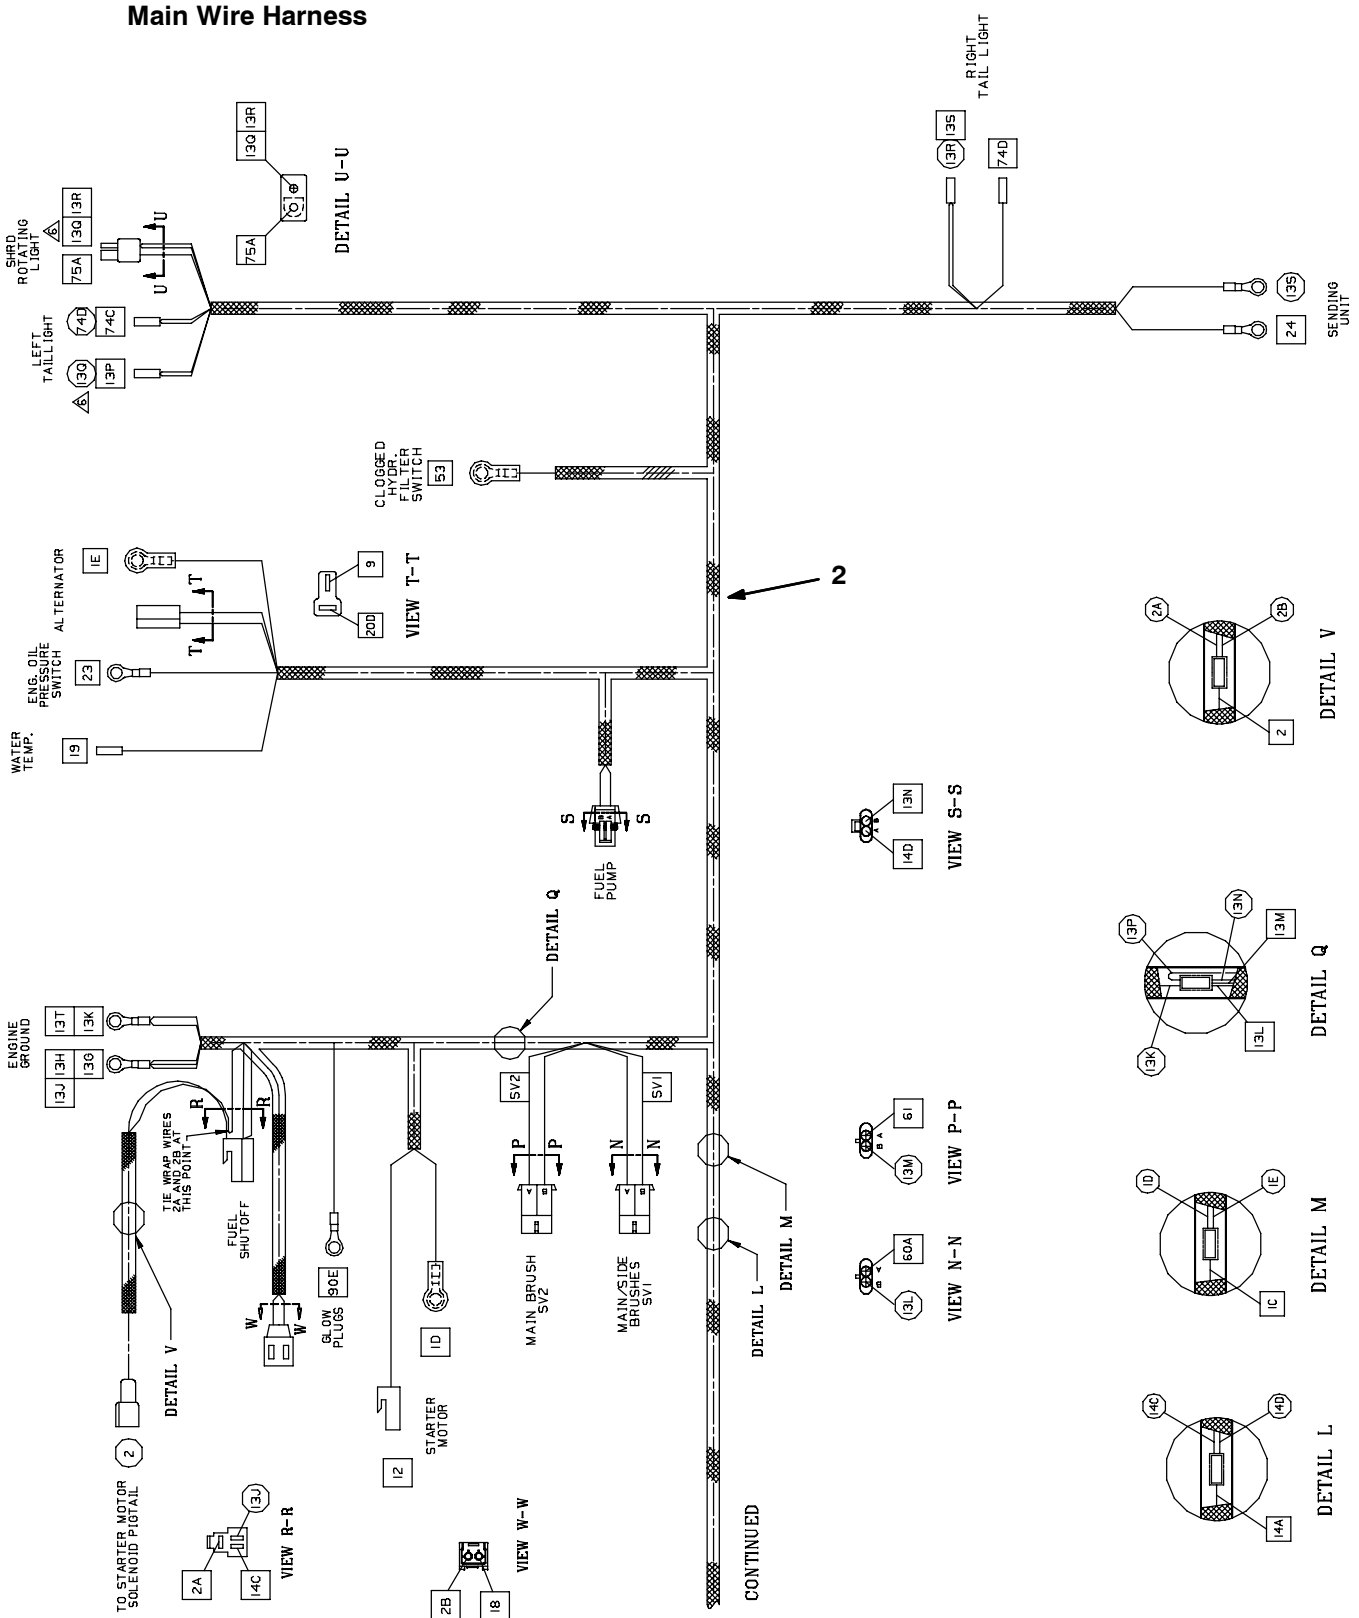 Main Wire Harness
RIGHT
TAIL LIGHT
13R 13S
74D
13S
24
SENDING
UNIT
SHRD
ROTATING
LIGHT
6
75A
13Q 13R
U
U
13Q 13R
75A
DETAIL U-U
LEFT
TAILLIGHT
74D 74C
13Q 13P
6
CLOGGED
HYDR.
FILTER
SWITCH
53
ALTERNATOR
1E
T
T
9
20D
VIEW T-T
ENG. OIL
PRESSURE
SWITCH
23
WATER
TEMP.
19
2
S
S
B
A
FUEL
PUMP
14D
13N
A B
VIEW S-S
2A
2B
2
DETAIL V
ENGINE
GROUND
13T 13K
13J 13H
13G
TIE WRAP WIRES
2A AND 2B AT
THIS POINT
R
R
FUEL
SHUTOFF
DETAIL V
2
TO STARTER MOTOR
SOLENOID PIGTAIL
W
W
GLOW
PLUGS
90E
1D
12
STARTER
MOTOR
DETAIL Q
SV2
SV1
P
P
A
B
N
N
A
B
MAIN BRUSH
SV2
MAIN/SIDE
BRUSHES
SV1
DETAIL M
DETAIL L
13M
61
B A
VIEW P-P
13L
60A
B A
VIEW N-N
13P
13N
13M
13K
13L
DETAIL Q
1D
1E
1C
DETAIL M
14C
14D
14A
DETAIL L
2A
14C
13J
VIEW R-R
2B
18
VIEW W-W
CONTINUED